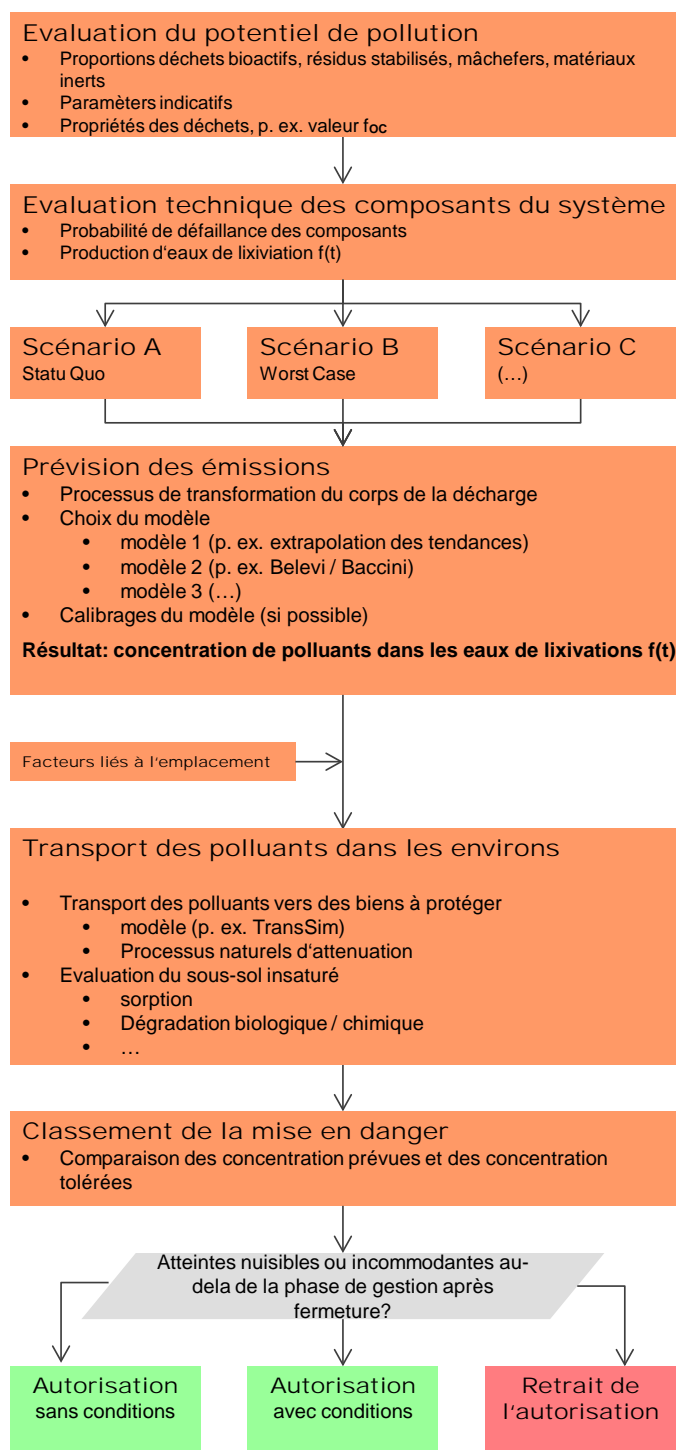 Evaluation du potentiel de pollution
• Proportions déchets bioactifs, résidus stabilisés, mâchefers, matériaux
inerts
• Paramèters indicatifs
• Propriétés des déchets, p. ex. valeur foc
Evaluation technique des composants du système
• Probabilité de défaillance des composants
• Production d'eaux de lixiviation f(t)
Scénario A
Statu Quo
Scénario B
Worst Case
Scénario C
(…)
Prévision des émissions
• Processus de transformation du corps de la décharge
• Choix du modèle
• modèle 1 (p. ex. extrapolation des tendances)
• modèle 2 (p. ex. Belevi / Baccini)
• modèle 3 (…)
• Calibrages du modèle (si possible)
Résultat: concentration de polluants dans les eaux de lixivations f(t)
Facteurs liés à l'emplacement
Transport des polluants dans les environs
• Transport des polluants vers des biens à protéger
• modèle (p. ex. TransSim)
• Processus naturels d'attenuation
• Evaluation du sous-sol insaturé
• sorption
• Dégradation biologique / chimique
• …
Classement de la mise en danger
• Comparaison des concentration prévues et des concentration
tolérées
Atteintes nuisibles ou incommodantes au-
dela de la phase de gestion après
fermeture?
Autorisation
sans conditions
Autorisation
avec conditions
Retrait de
l'autorisation